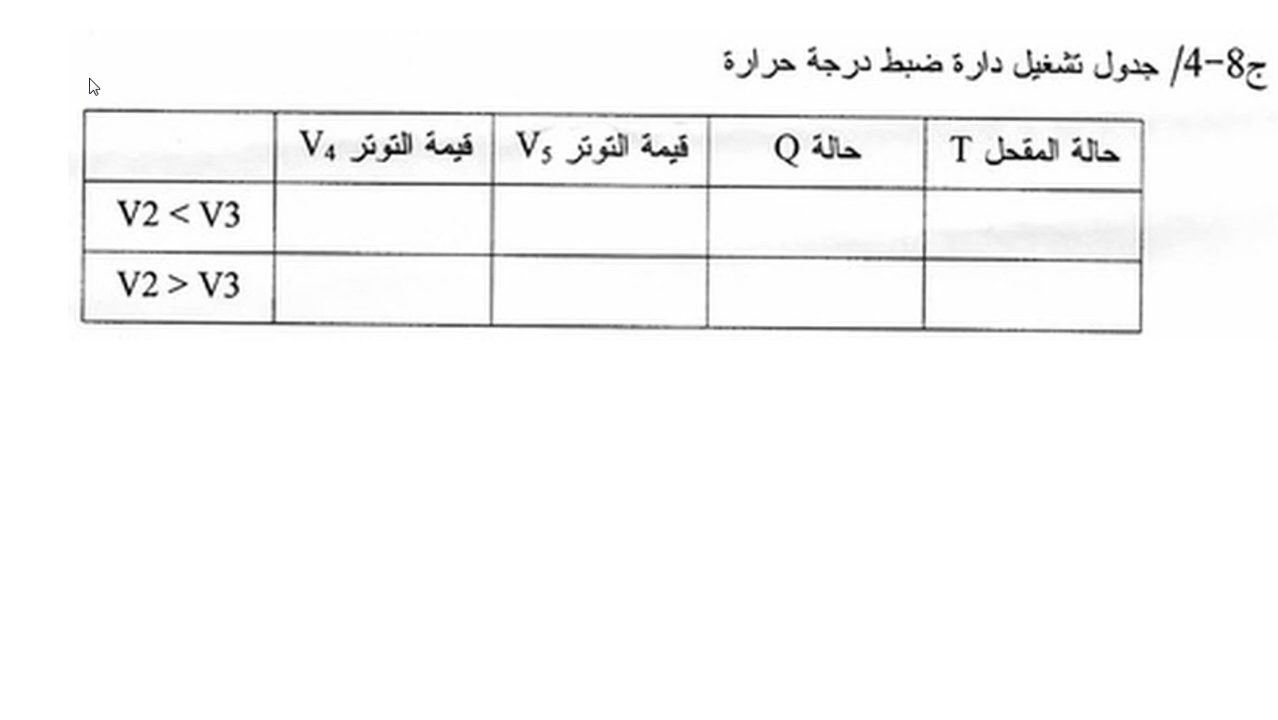 ج8-4/ جدول تشغيل دارة ضبط درجة حرارة
حالة المقحل T	حالة Q	قيمة التوتر V₅	قيمة التوتر V₄
V2 < V3
V2 > V3